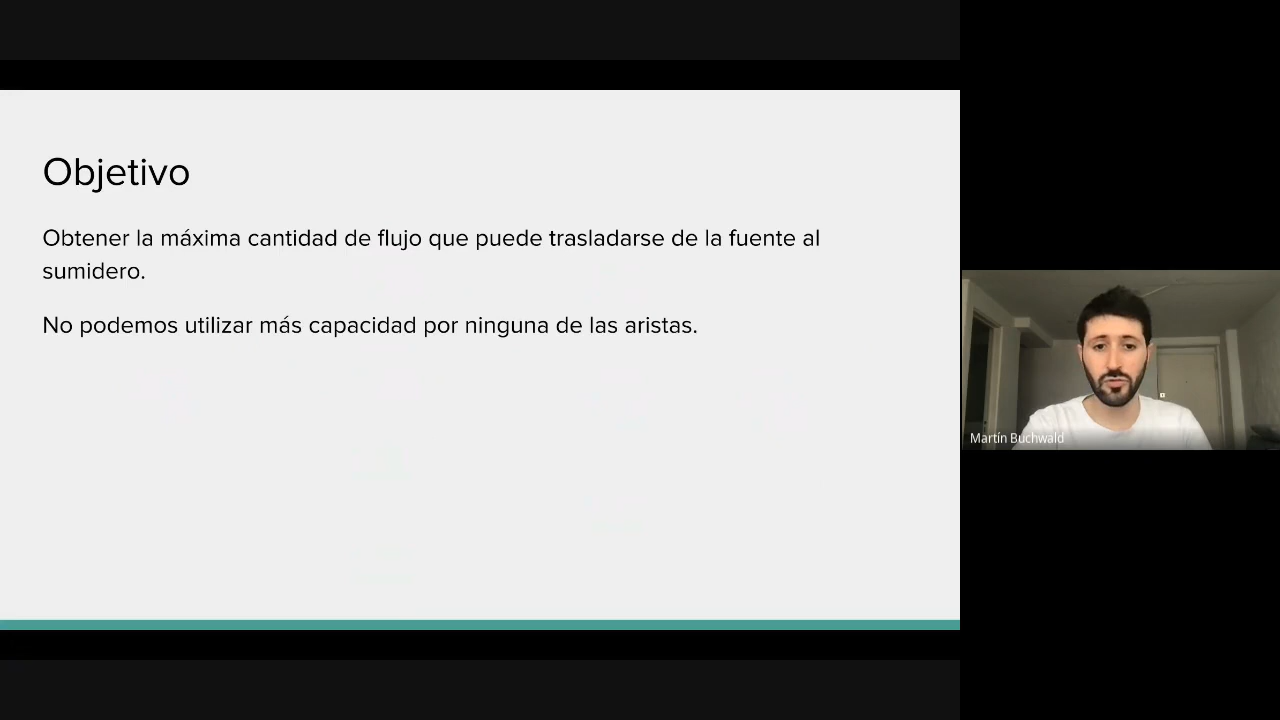 Objetivo
Obtener la máxima cantidad de flujo que puede trasladarse de la fuente al
sumidero.
No podemos utilizar más capacidad por ninguna de las aristas.
Martín Buchwald